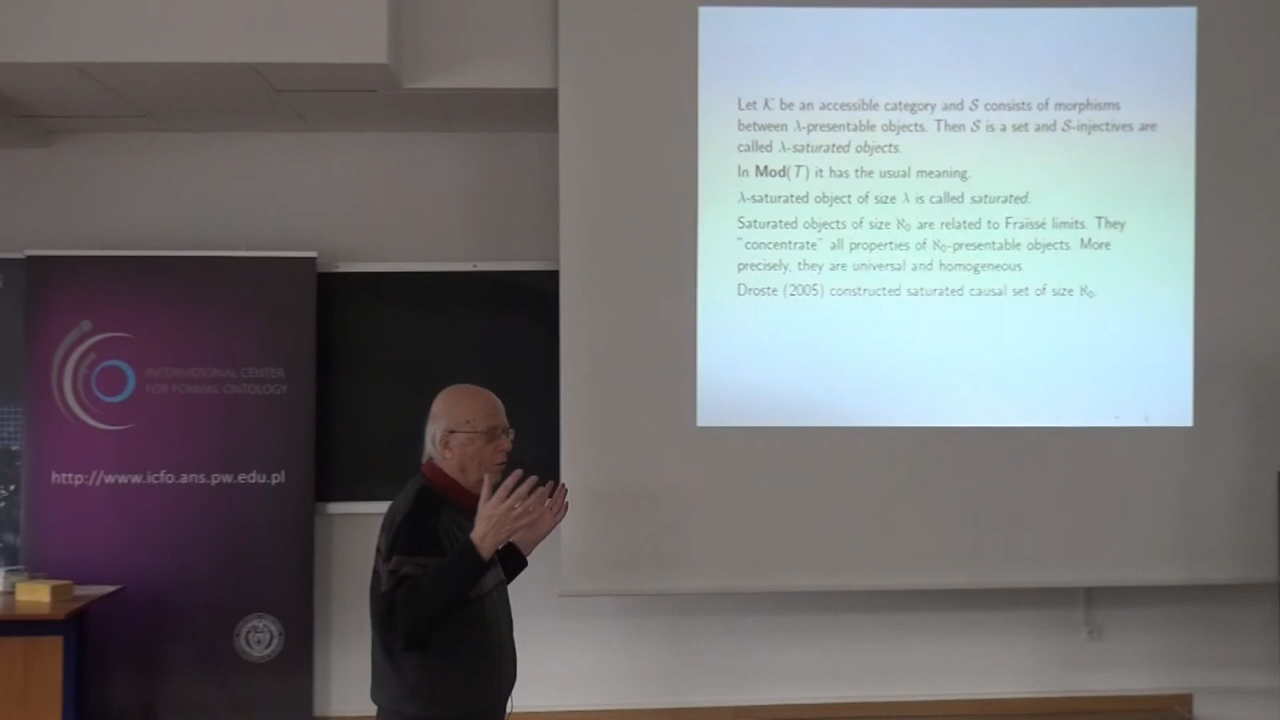 Let K be an accessible category and S consists of morphisms
between λ-presentable objects. Then S is a set and S-injectives are
called λ-saturated objects.
In Mod(T) it has the usual meaning.
λ-saturated object of size λ is called saturated.
Saturated objects of size ℵ₀ are related to Fraïssé limits. They
"concentrate" all properties of ℵ₀-presentable objects. More
precisely, they are universal and homogeneous
Droste (2005) constructed saturated causal set of size ℵ₀.
INTERNATIONAL CENTER
FOR FORMAL ONTOLOGY
http://www.icfo.ans.pw.edu.pl